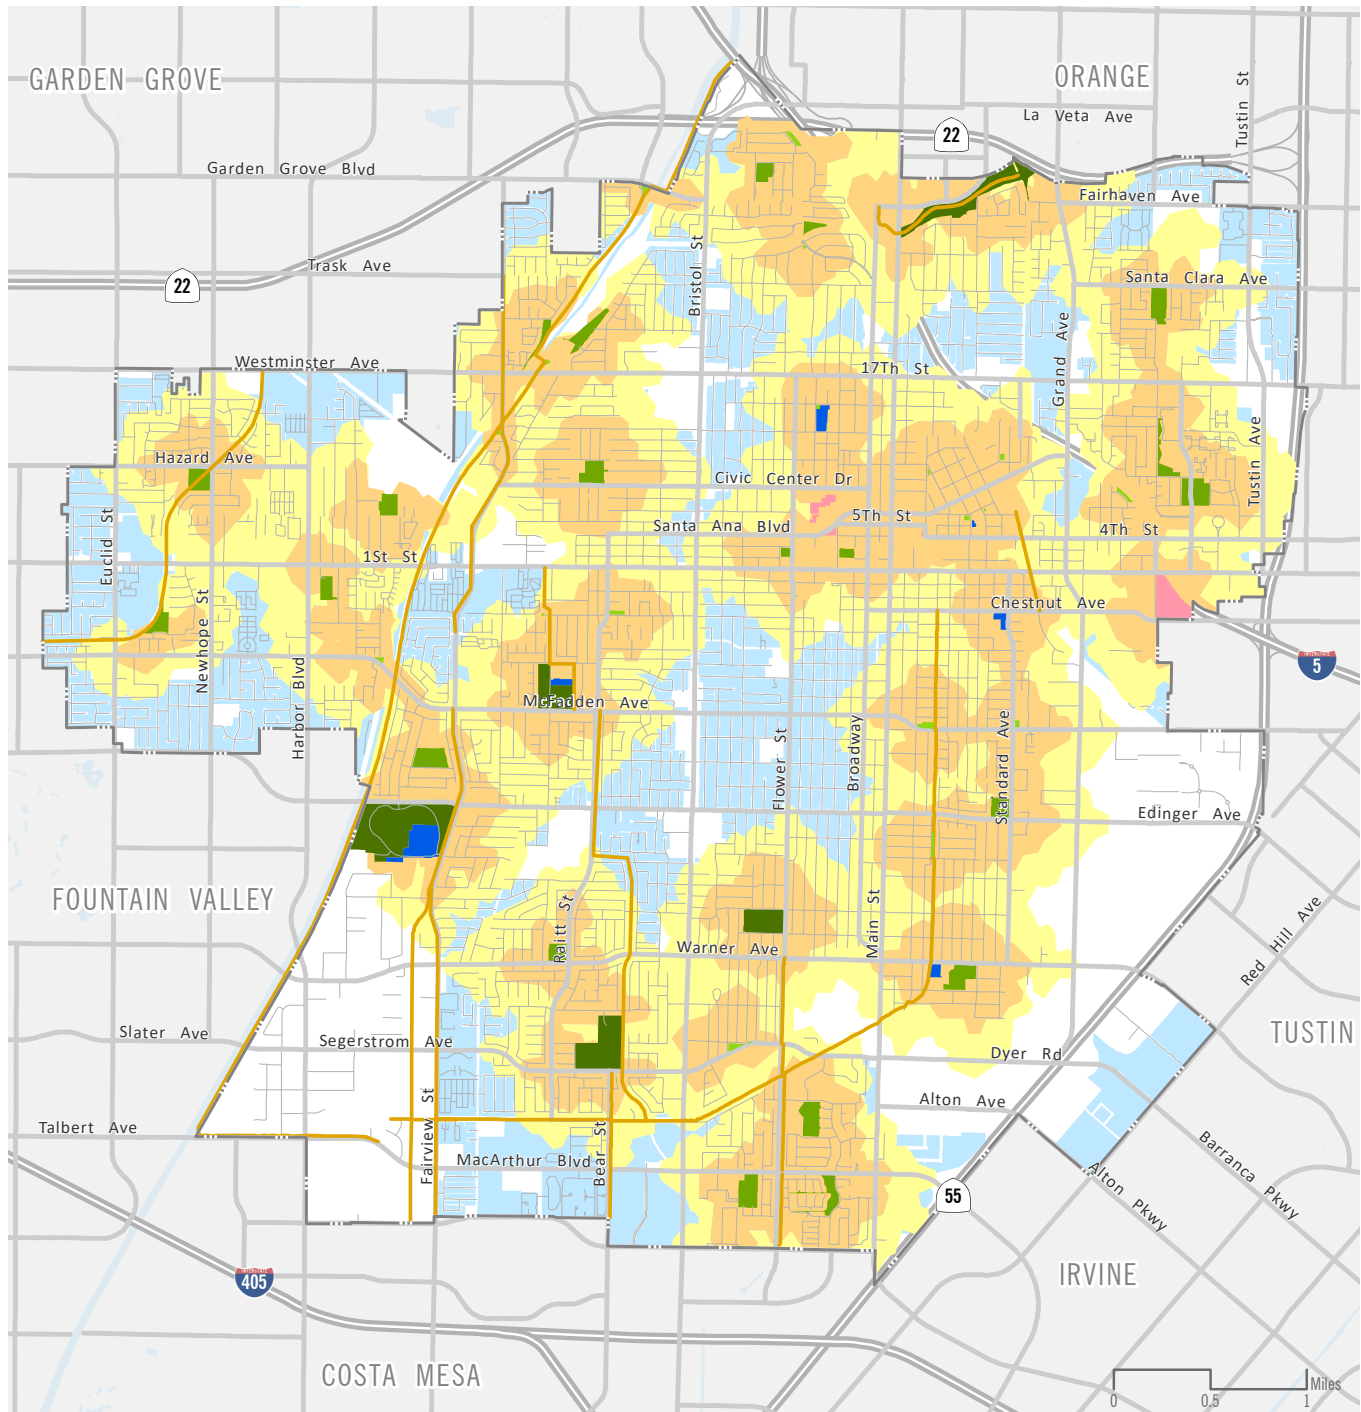 GARDEN GROVE
ORANGE
Tustin St
La Veta Ave
22
Garden Grove Blvd
Fairhaven Ave
Trask Ave
Bristol St
Santa Clara Ave
22
Grand Ave
Westminster Ave
17Th St
Tustin Ave
Hazard Ave
Civic Center Dr
Euclid St
Santa Ana Blvd
5Th St
4Th St
1St St
Newhope St
Chestnut Ave
Harbor Blvd
5
McFadden Ave
Flower St
Broadway
Standard Ave
Edinger Ave
FOUNTAIN VALLEY
Raitt St
Main St
Warner Ave
Red Hill Ave
Slater Ave
Segerstrom Ave
Dyer Rd
TUSTIN
Fairview St
Alton Ave
Talbert Ave
Bear St
MacArthur Blvd
Barranca Pkwy
Alton Pkwy
55
405
IRVINE
COSTA MESA
Miles
0 0.5 1